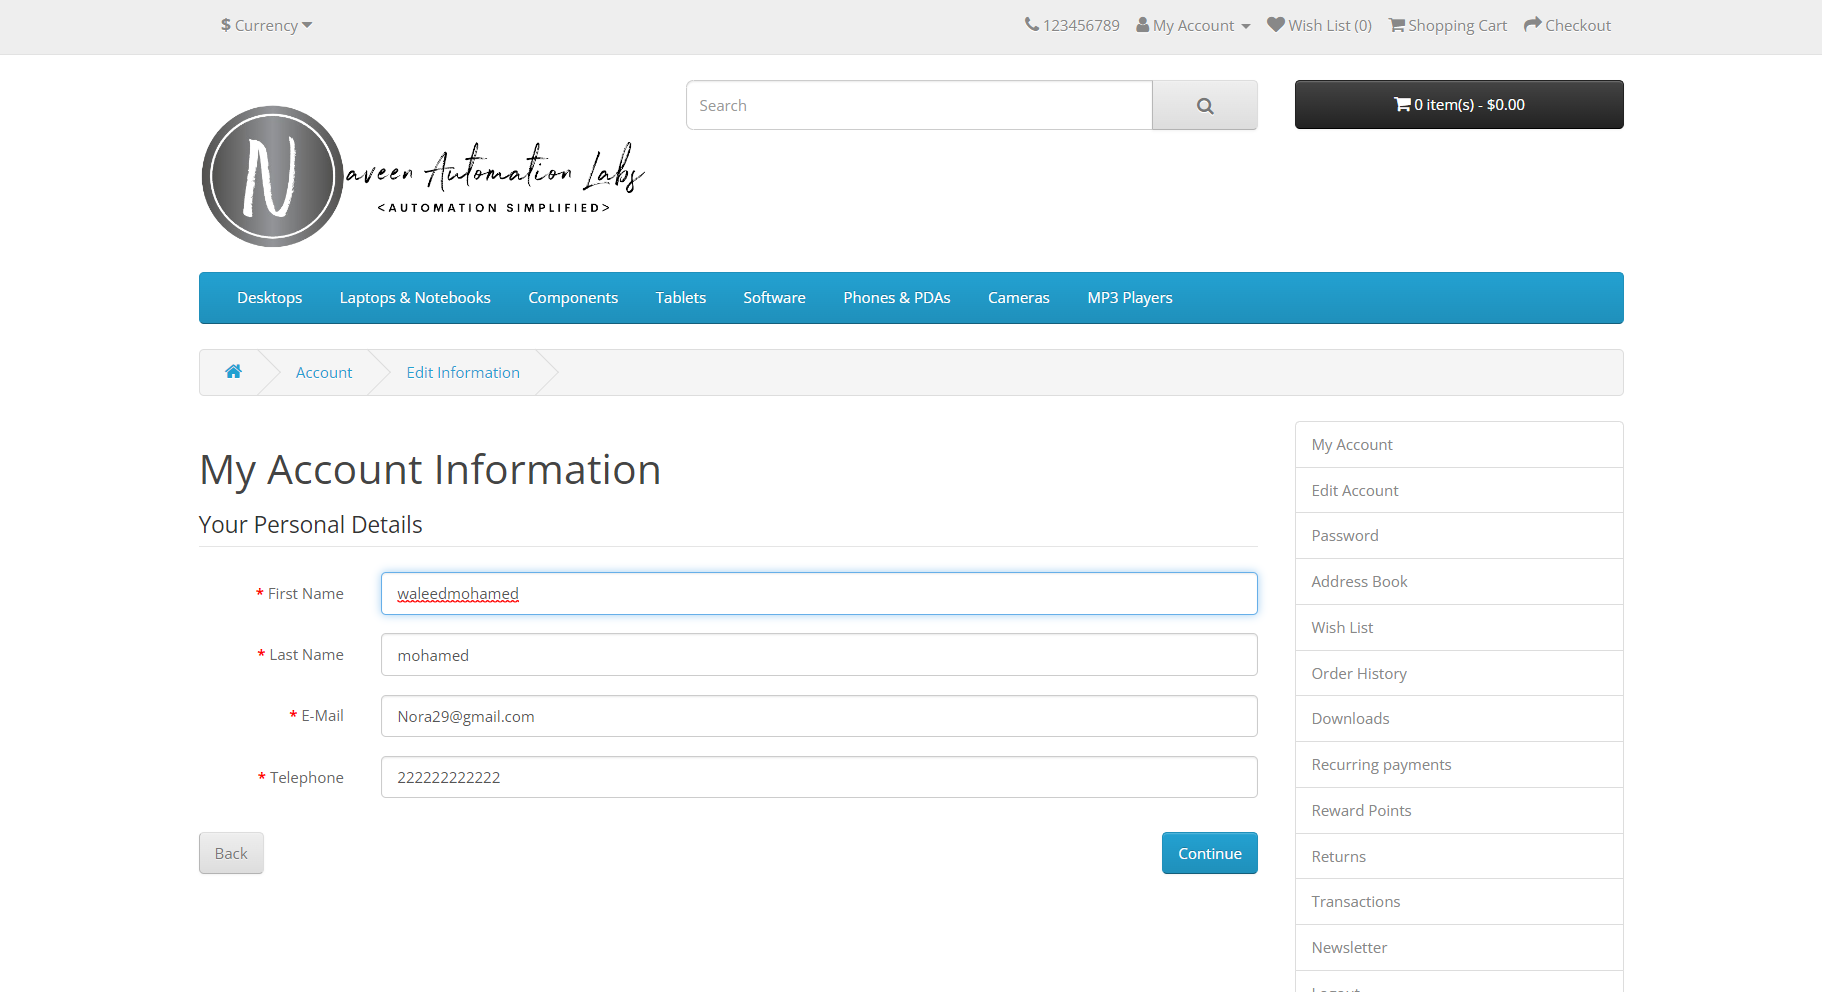 $ Currency
123456789 My Account Wish List (0) Shopping Cart Checkout
N
aveen Automation Labs
<AUTOMATION SIMPLIFIED>
Search
0 item(s) - $0.00
Desktops Laptops & Notebooks Components Tablets Software Phones & PDAs Cameras MP3 Players
Account Edit Information
My Account Information
Your Personal Details
* First Name waleedmohamed
* Last Name mohamed
* E-Mail Nora29@gmail.com
* Telephone 222222222222
Back Continue
My Account
Edit Account
Password
Address Book
Wish List
Order History
Downloads
Recurring payments
Reward Points
Returns
Transactions
Newsletter
Logout